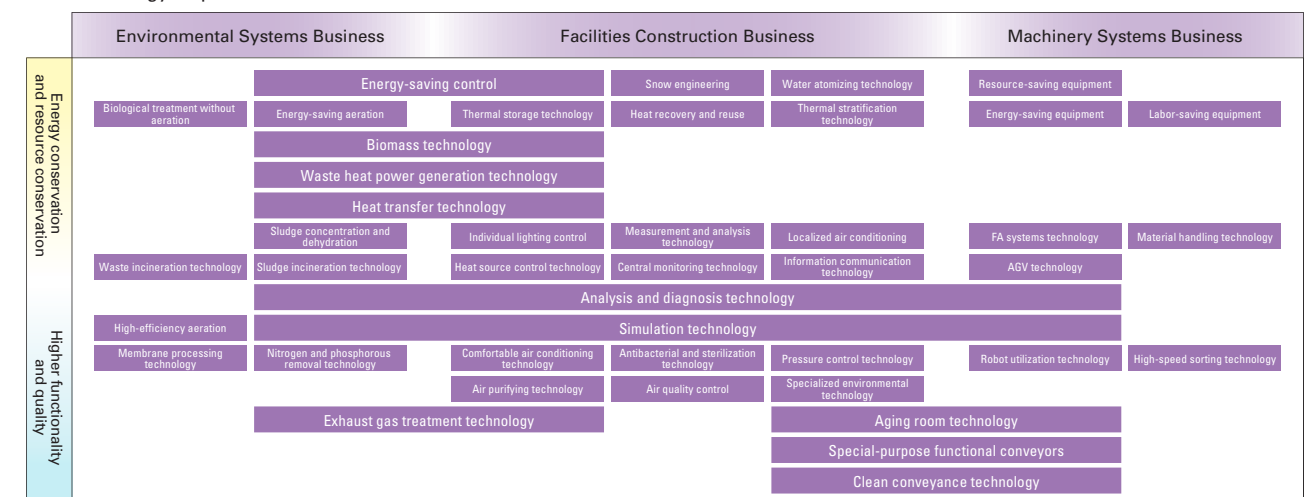 Environmental Systems Business
Facilities Construction Business
Machinery Systems Business
Energy conservation
and resource conservation
Higher functionality
and quality
Energy-saving control
Snow engineering
Water atomizing technology
Resource-saving equipment
Biological treatment without
aeration
Energy-saving aeration
Thermal storage technology
Heat recovery and reuse
Thermal stratification
technology
Energy-saving equipment
Labor-saving equipment
Biomass technology
Waste heat power generation technology
Heat transfer technology
Sludge concentration and
dehydration
Individual lighting control
Measurement and analysis
technology
Localized air conditioning
FA systems technology
Material handling technology
Waste incineration technology
Sludge incineration technology
Heat source control technology
Central monitoring technology
Information communication
technology
AGV technology
Analysis and diagnosis technology
High-efficiency aeration
Simulation technology
Membrane processing
technology
Nitrogen and phosphorous
removal technology
Comfortable air conditioning
technology
Antibacterial and sterilization
technology
Pressure control technology
Robot utilization technology
High-speed sorting technology
Air purifying technology
Air quality control
Specialized environmental
technology
Exhaust gas treatment technology
Aging room technology
Special-purpose functional conveyors
Clean conveyance technology